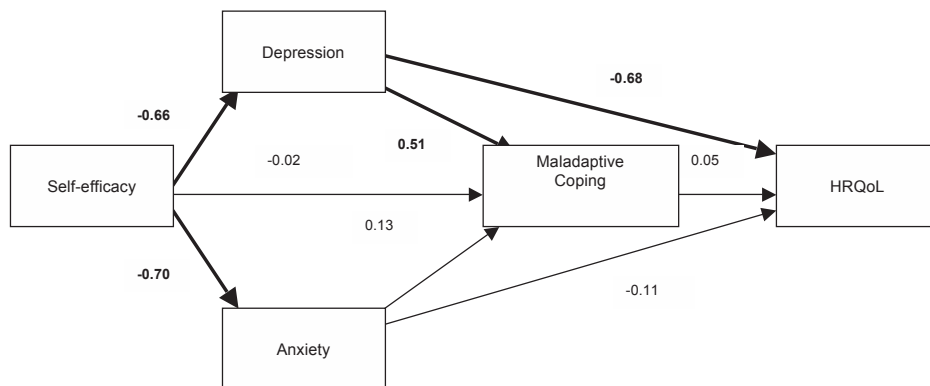 Depression
-0.68
-0.66
0.51
-0.02
Maladaptive
Coping
0.05
Self-efficacy
HRQoL
0.13
-0.70
-0.11
Anxiety